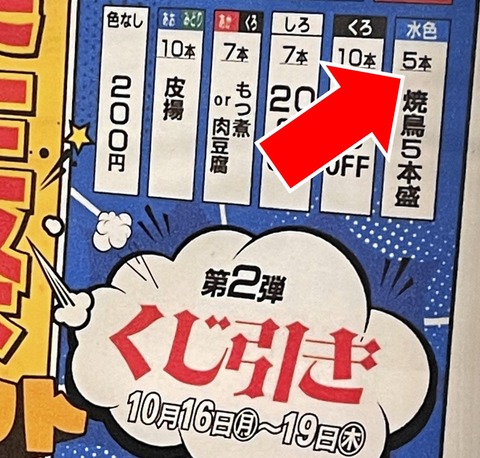 水色
5本
焼鳥5本盛
くろ
10本
OFF
しろ
7本
20
あか くろ
7本
もつ煮
or
肉豆腐
あお みどり
10本
皮揚
色なし
200円
第2弾
くじ引き
10月16日㊊〜19日㊍